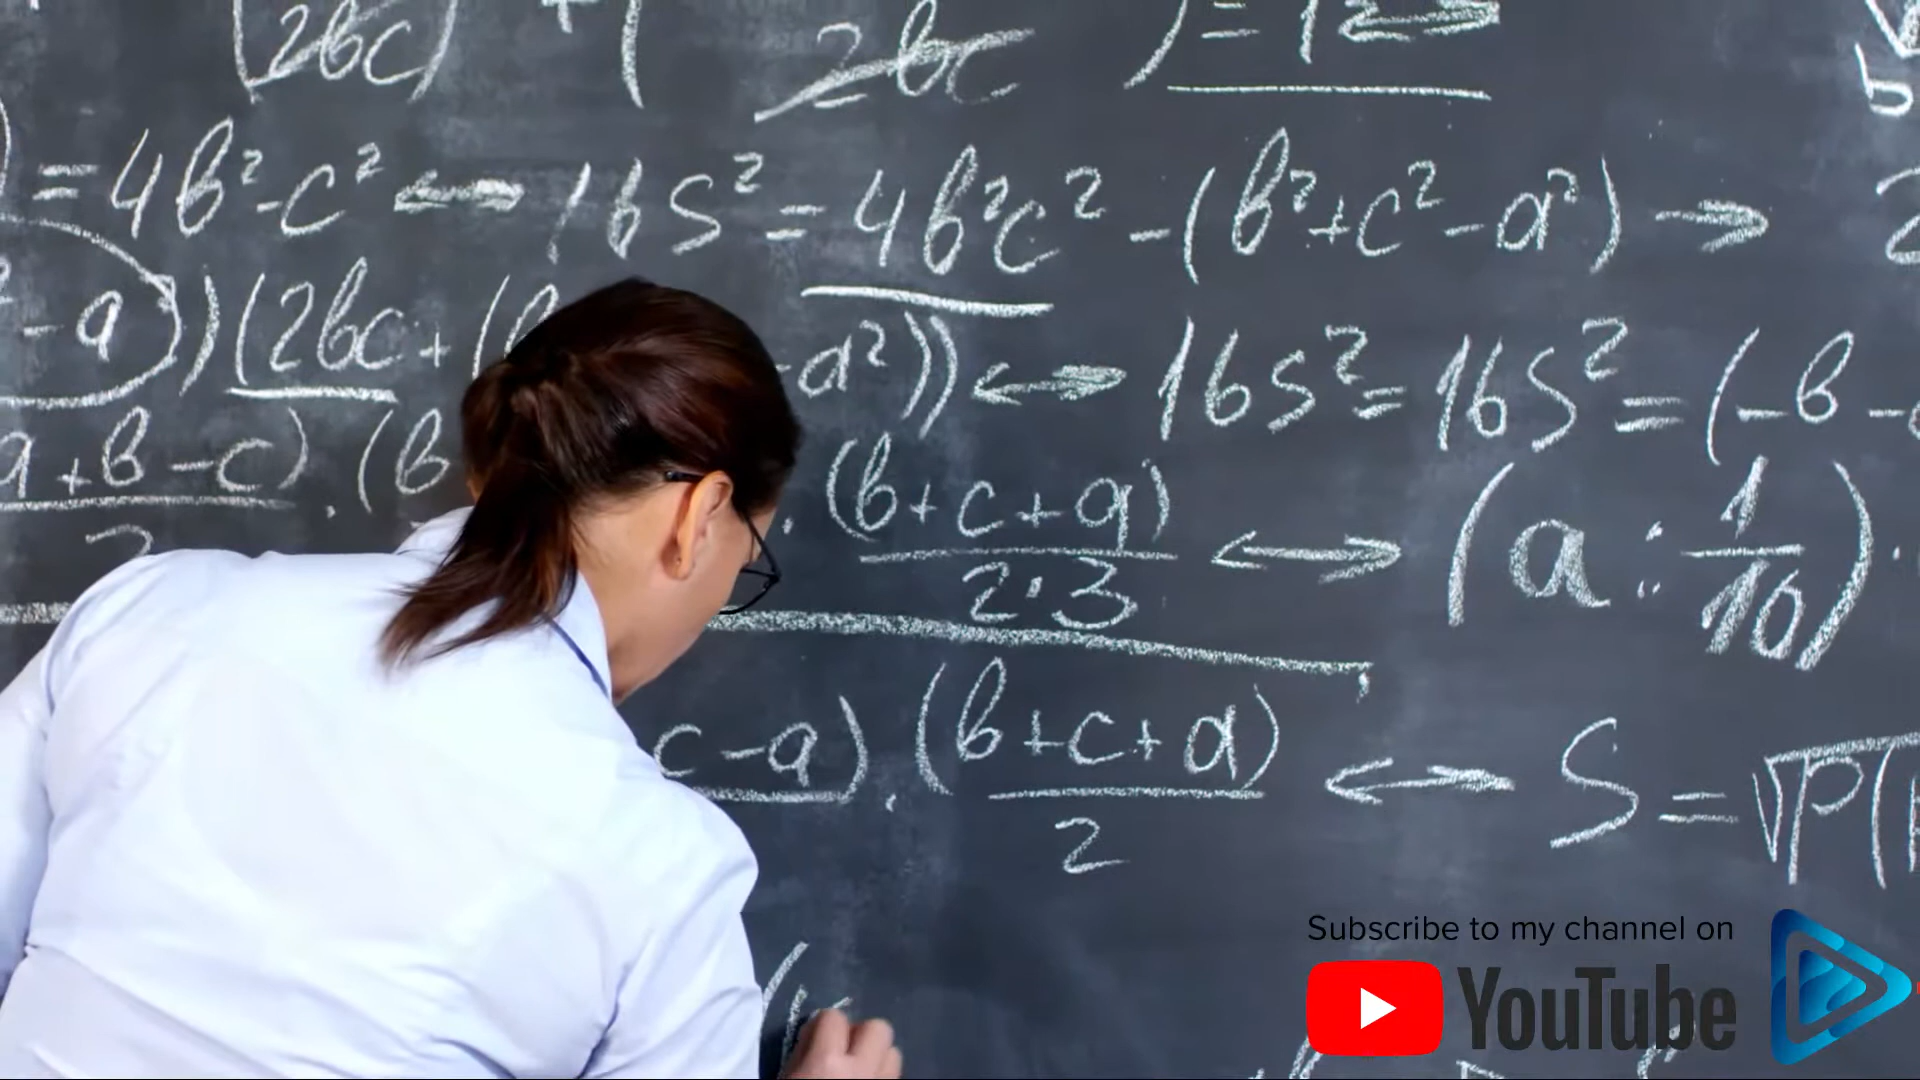 (2bc) + ( 2bc ) = 1
= 4b² - c² ↔ 16S² = 4b²c² - (b² + c² - a²) →
- a)) (2bc + ( - a²)) ↔ 16S² = 16S² = (-b -
a + b - c) . (b . (b + c + a) / 2·3 ↔ (a : 1/10) .
c - a) . (b + c + a) / 2 ↔ S = √P(
Subscribe to my channel on
YouTube